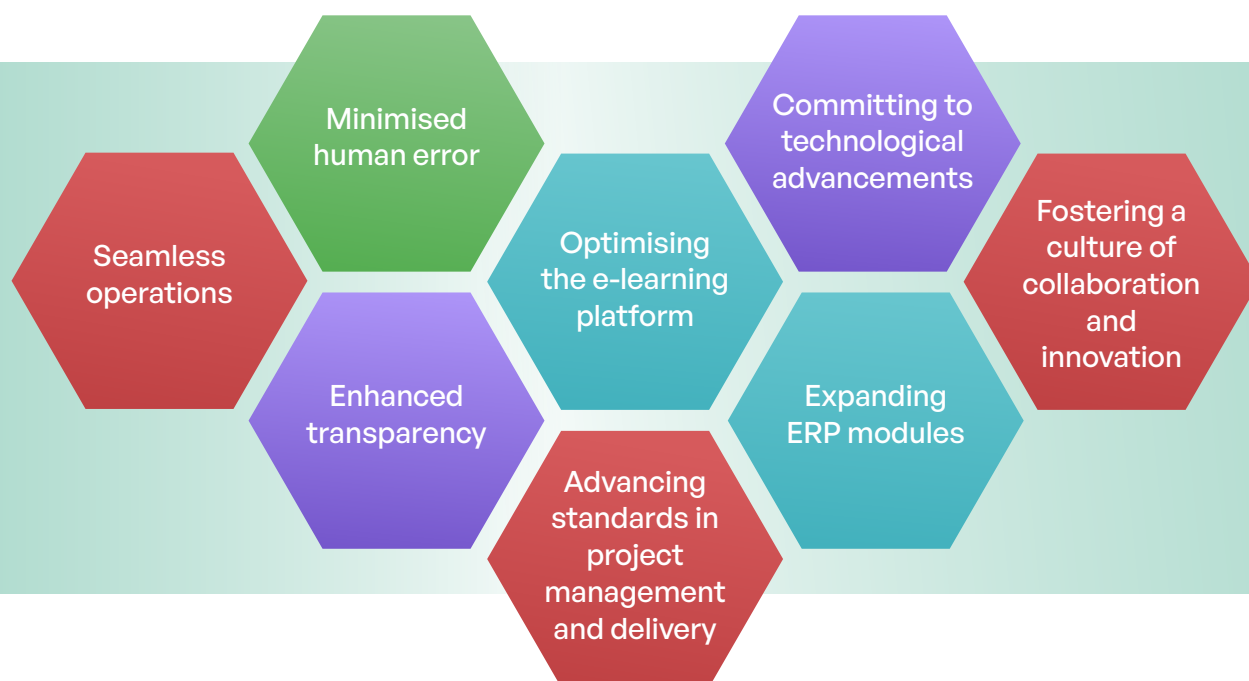 Minimised
human error
Committing to
technological
advancements
Seamless
operations
Optimising
the e-learning
platform
Fostering a
culture of
collaboration
and
innovation
Enhanced
transparency
Expanding
ERP modules
Advancing
standards in
project
management
and delivery